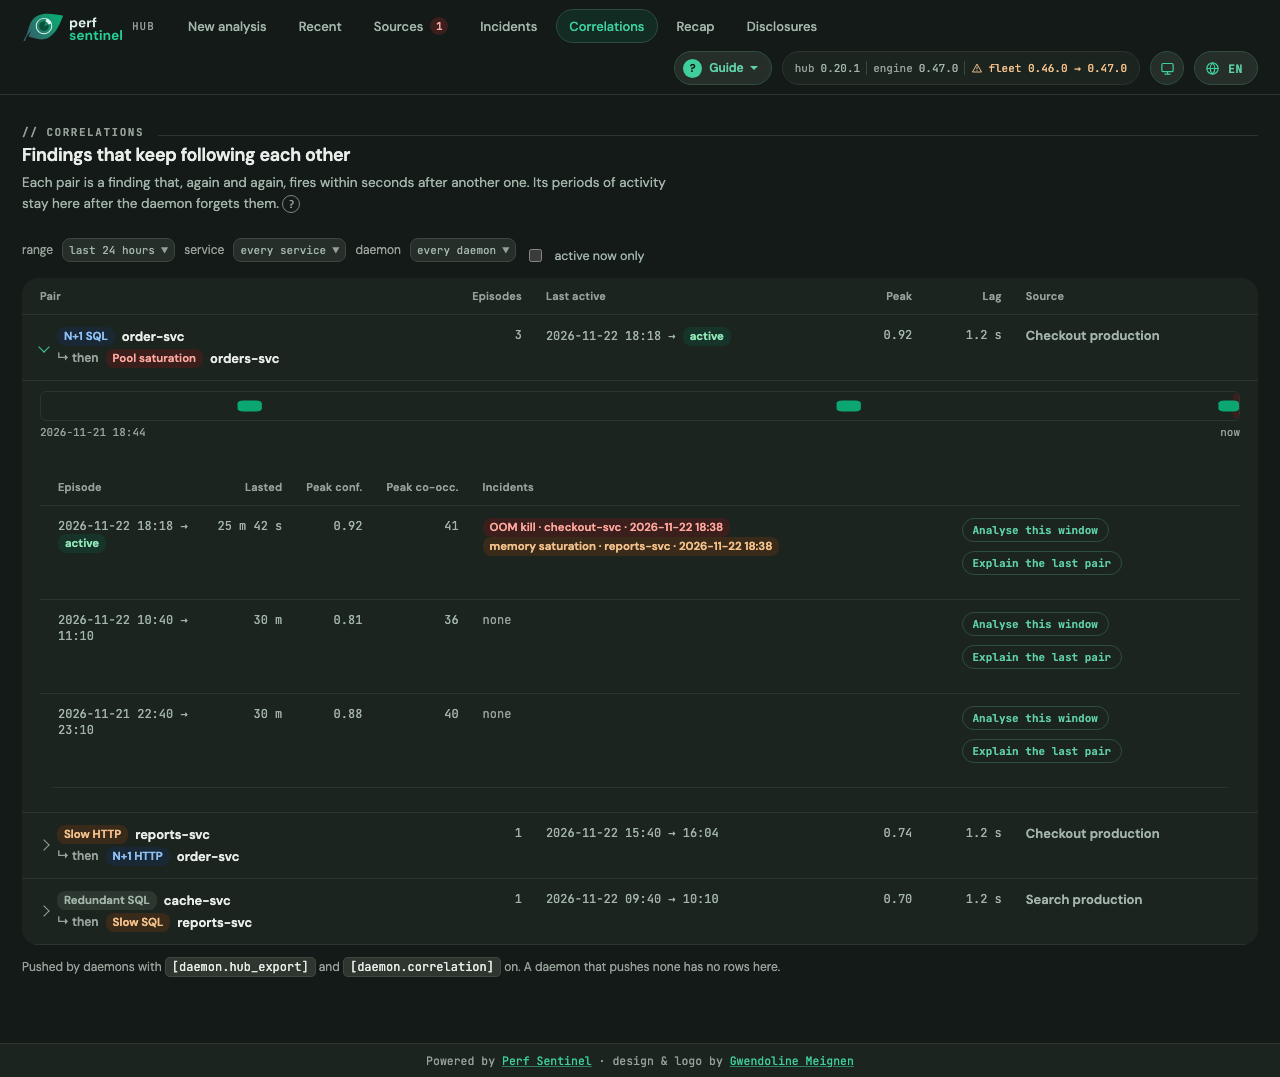 perf sentinel HUB
New analysis
Recent
Sources 1
Incidents
Correlations
Recap
Disclosures
? Guide
hub 0.20.1 engine 0.47.0 ⚠ fleet 0.46.0 → 0.47.0
EN
// CORRELATIONS
Findings that keep following each other
Each pair is a finding that, again and again, fires within seconds after another one. Its periods of activity
stay here after the daemon forgets them. ?
range last 24 hours ▼ service every service ▼ daemon every daemon ▼ active now only
Pair Episodes Last active Peak Lag Source
N+1 SQL order-svc 3 2026-11-22 18:18 → active 0.92 1.2 s Checkout production
↳ then Pool saturation orders-svc
2026-11-21 18:44 now
Episode Lasted Peak conf. Peak co-occ. Incidents
2026-11-22 18:18 → 25 m 42 s 0.92 41 OOM kill · checkout-svc · 2026-11-22 18:38 Analyse this window
active memory saturation · reports-svc · 2026-11-22 18:38
Explain the last pair
2026-11-22 10:40 → 30 m 0.81 36 none Analyse this window
11:10
Explain the last pair
2026-11-21 22:40 → 30 m 0.88 40 none Analyse this window
23:10
Explain the last pair
Slow HTTP reports-svc 1 2026-11-22 15:40 → 16:04 0.74 1.2 s Checkout production
↳ then N+1 HTTP order-svc
Redundant SQL cache-svc 1 2026-11-22 09:40 → 10:10 0.70 1.2 s Search production
↳ then Slow SQL reports-svc
Pushed by daemons with [daemon.hub_export] and [daemon.correlation] on. A daemon that pushes none has no rows here.
Powered by Perf Sentinel · design & logo by Gwendoline Meignen